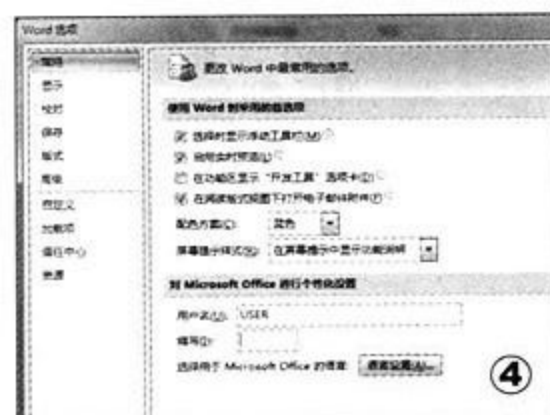 Word 选项
常规
显示
校对
保存
版式
高级
自定义
加载项
信任中心
资源
更改 Word 中最常用的选项。
使用 Word 时采用的首选项
选择时显示浮动工具栏(M)
启用实时预览(L)
在功能区显示“开发工具”选项卡(D)
在阅读版式视图下打开电子邮件附件(F)
配色方案(C): 蓝色
屏幕提示样式(R): 在屏幕提示中显示功能说明
对 Microsoft Office 进行个性化设置
用户名(U): USER
缩写(I):
选择用于 Microsoft Office 的语言: 语言设置(A)...
④